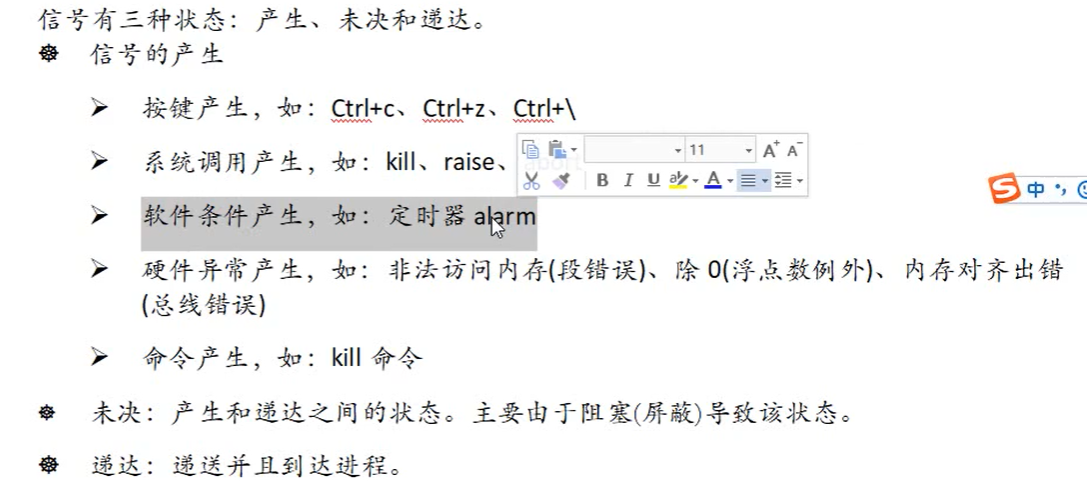 信号有三种状态：产生、未决和递达。
信号的产生
按键产生，如：Ctrl+c、Ctrl+z、Ctrl+\
系统调用产生，如：kill、raise、
11
A+ A-
B I U ab A
软件条件产生，如：定时器 alarm
中
硬件异常产生，如：非法访问内存(段错误)、除 0(浮点数例外)、内存对齐出错
(总线错误)
命令产生，如：kill 命令
未决：产生和递达之间的状态。主要由于阻塞(屏蔽)导致该状态。
递达：递送并且到达进程。